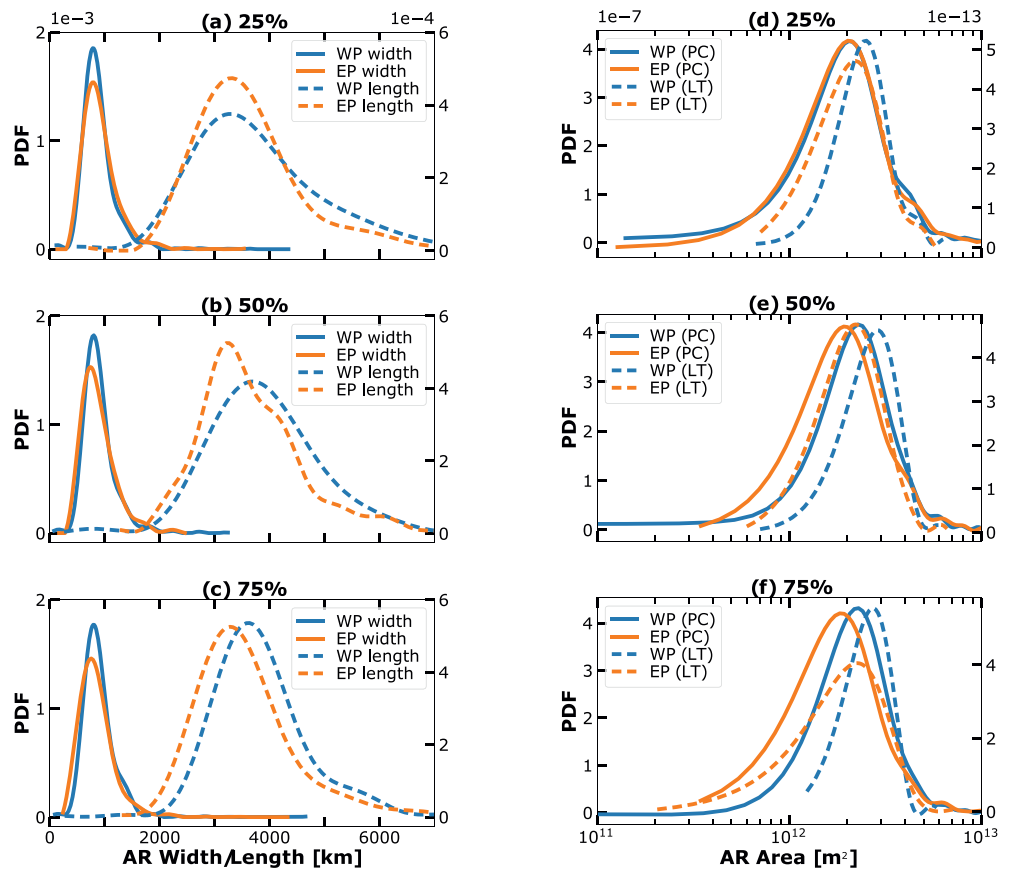 1e−3
(a) 25%
1e−4
WP width
EP width
WP length
EP length
PDF
2
1
0
6
4
2
0
(b) 50%
WP width
EP width
WP length
EP length
PDF
2
1
0
6
4
2
0
(c) 75%
WP width
EP width
WP length
EP length
PDF
2
1
0
6
4
2
0
0 2000 4000 6000
AR Width/Length [km]
1e−7
(d) 25%
1e−13
WP (PC)
EP (PC)
WP (LT)
EP (LT)
PDF
4
3
2
1
0
5
4
3
2
1
0
(e) 50%
WP (PC)
EP (PC)
WP (LT)
EP (LT)
PDF
4
3
2
1
0
4
3
2
1
0
(f) 75%
WP (PC)
EP (PC)
WP (LT)
EP (LT)
PDF
4
3
2
1
0
4
2
0
10¹¹ 10¹² 10¹³
AR Area [m²]